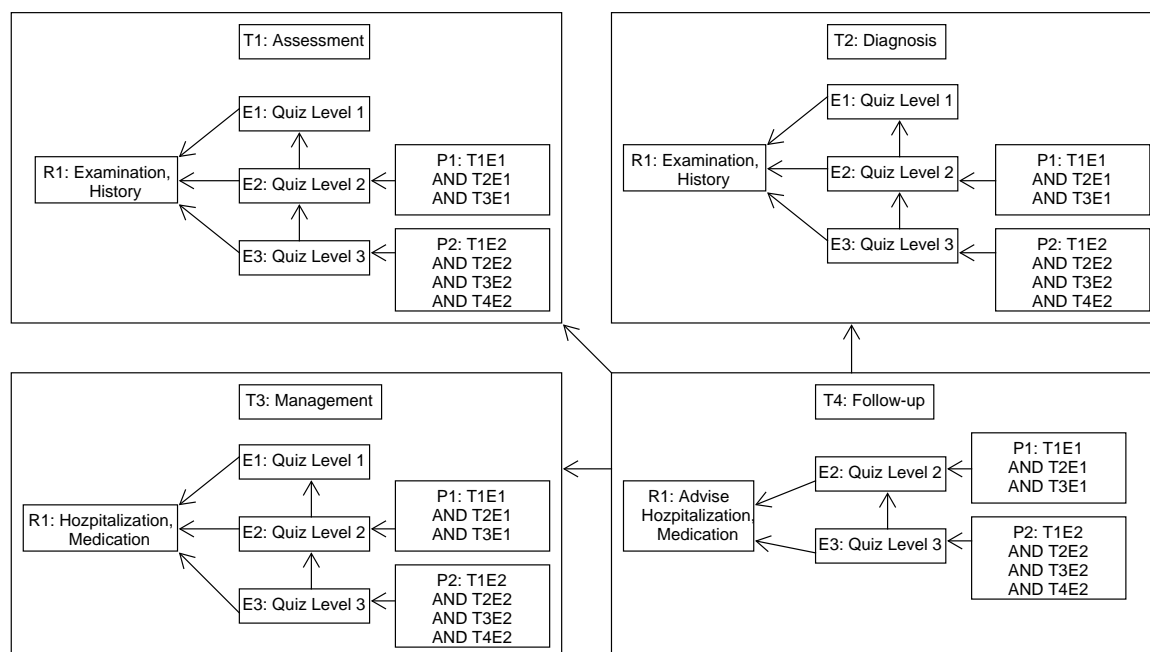 T1: Assessment
E1: Quiz Level 1
R1: Examination,
History
E2: Quiz Level 2
P1: T1E1
AND T2E1
AND T3E1
E3: Quiz Level 3
P2: T1E2
AND T2E2
AND T3E2
AND T4E2
T2: Diagnosis
E1: Quiz Level 1
R1: Examination,
History
E2: Quiz Level 2
P1: T1E1
AND T2E1
AND T3E1
E3: Quiz Level 3
P2: T1E2
AND T2E2
AND T3E2
AND T4E2
T3: Management
E1: Quiz Level 1
R1: Hozpitalization,
Medication
E2: Quiz Level 2
P1: T1E1
AND T2E1
AND T3E1
E3: Quiz Level 3
P2: T1E2
AND T2E2
AND T3E2
AND T4E2
T4: Follow-up
E2: Quiz Level 2
P1: T1E1
AND T2E1
AND T3E1
R1: Advise
Hozpitalization,
Medication
E3: Quiz Level 3
P2: T1E2
AND T2E2
AND T3E2
AND T4E2